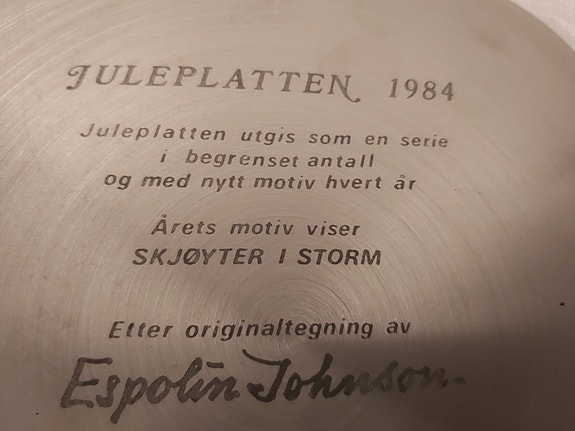 JULEPLATTEN 1984
Juleplatten utgis som en serie
i begrenset antall
og med nytt motiv hvert år
Årets motiv viser
SKJØYTER I STORM
Etter originaltegning av
Espolin Johnson.